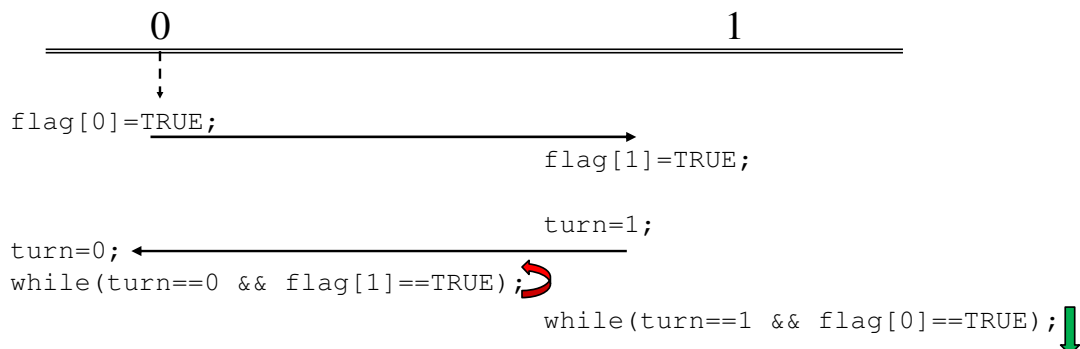 0 1
flag[0]=TRUE;
flag[1]=TRUE;
turn=1;
turn=0;
while(turn==0 && flag[1]==TRUE);
while(turn==1 && flag[0]==TRUE);